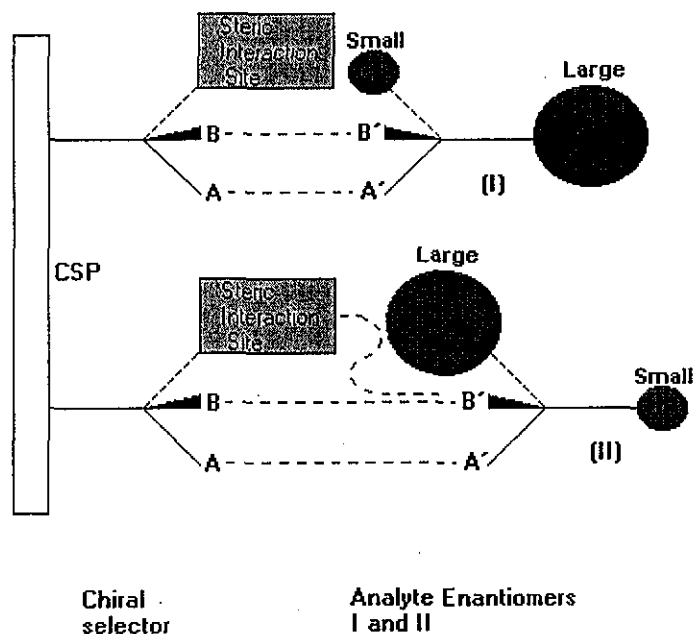 Steric
Interaction
Site
Small
Large
B B´
A A´
(I)
CSP
Large
Steric
Interaction
Site
Small
B B´
A A´
(II)
Chiral
selector
Analyte Enantiomers
I and II